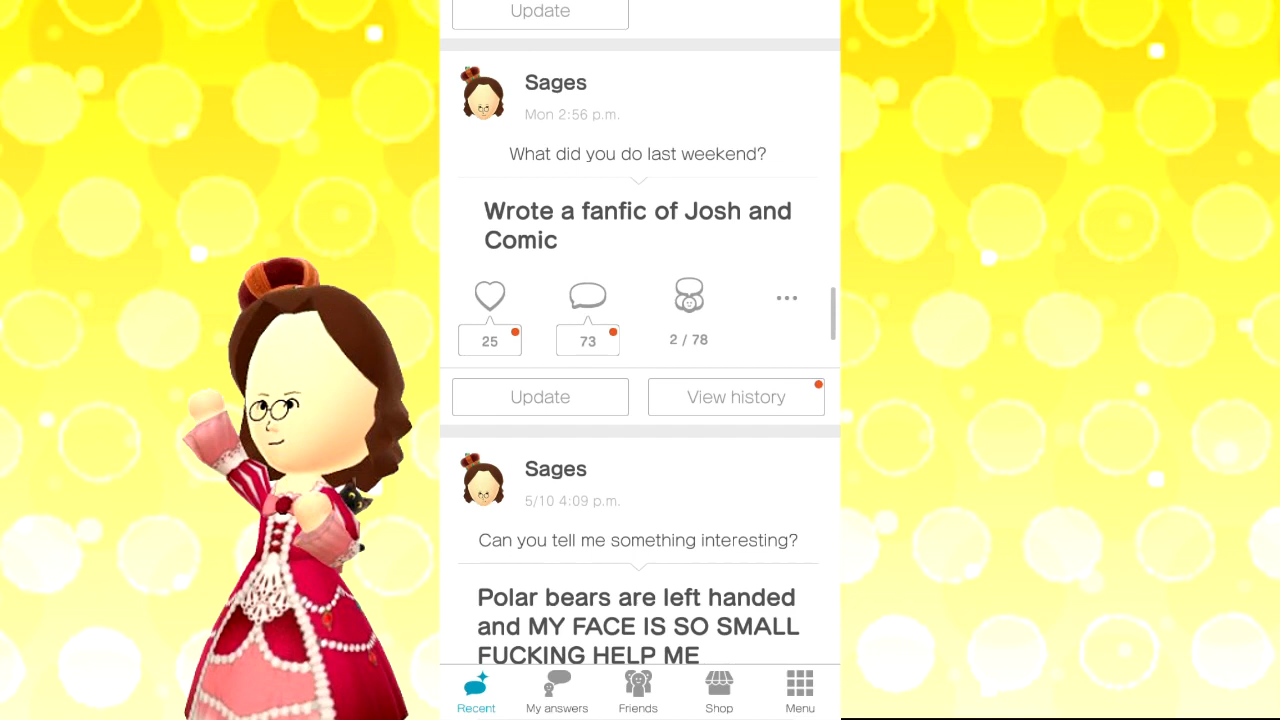 Update
Sages
Mon 2:56 p.m.
What did you do last weekend?
Wrote a fanfic of Josh and
Comic
25
73
2 / 78
Update
View history
Sages
5/10 4:09 p.m.
Can you tell me something interesting?
Polar bears are left handed
and MY FACE IS SO SMALL
FUCKING HELP ME
Recent
My answers
Friends
Shop
Menu